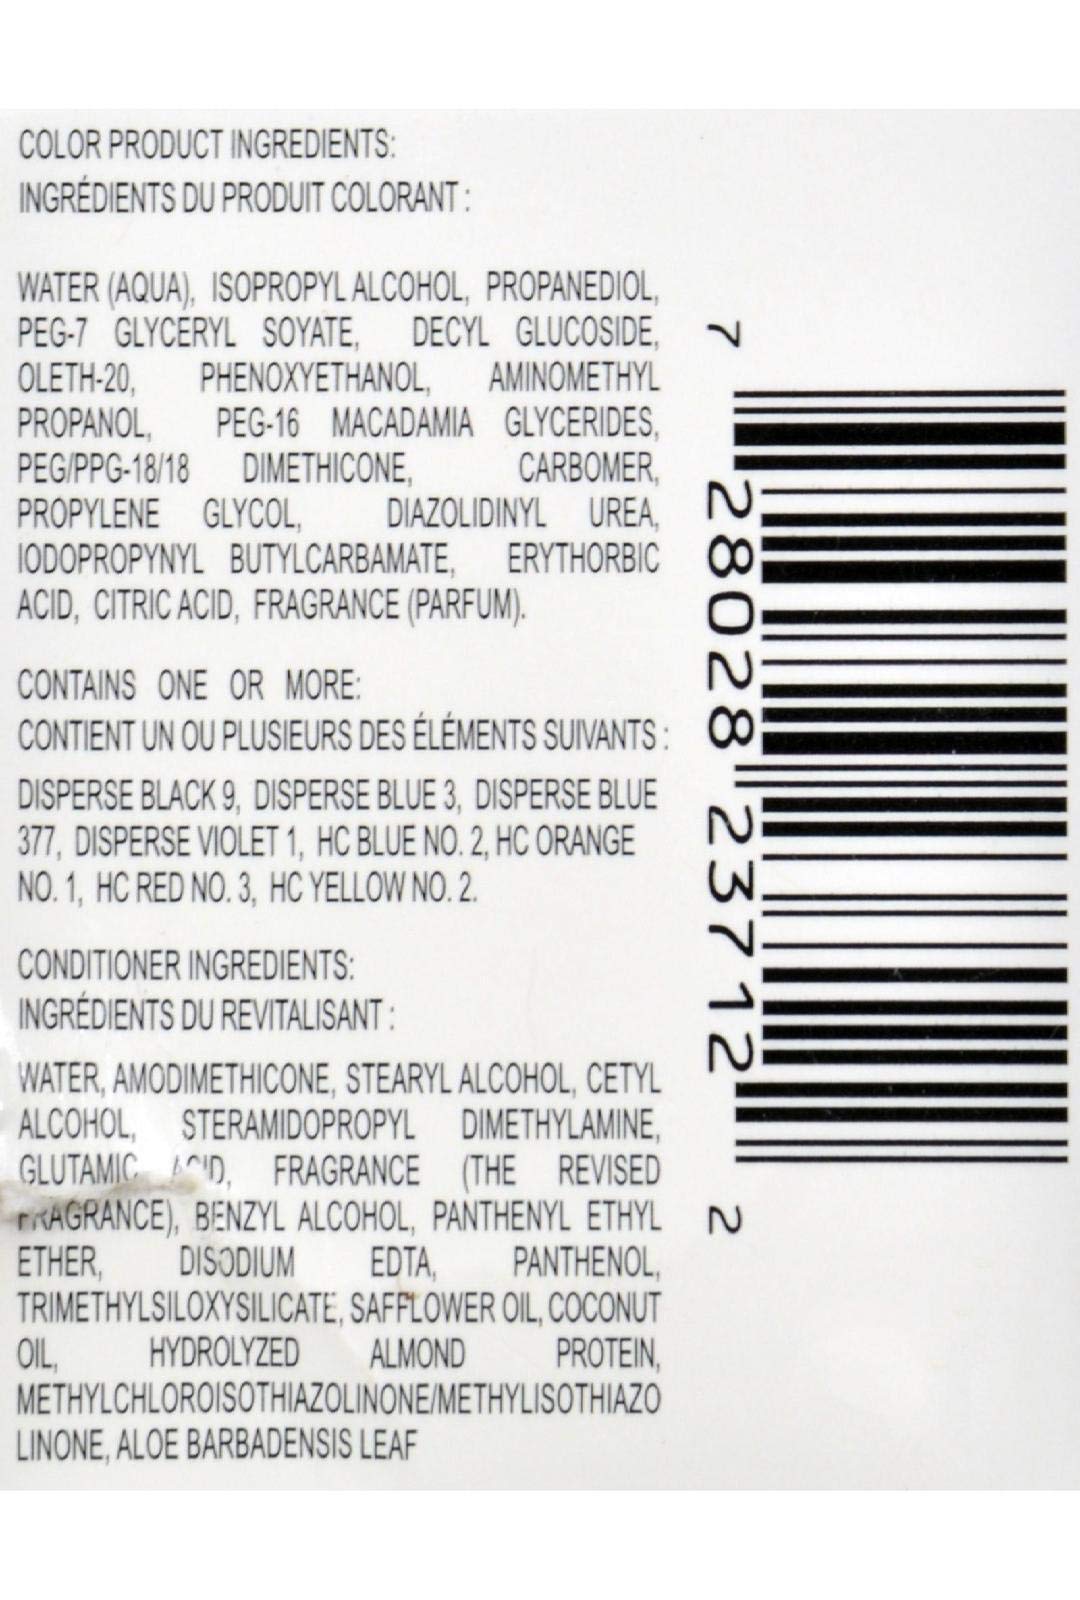 COLOR PRODUCT INGREDIENTS:
INGRÉDIENTS DU PRODUIT COLORANT :
WATER (AQUA), ISOPROPYL ALCOHOL, PROPANEDIOL,
PEG-7 GLYCERYL SOYATE, DECYL GLUCOSIDE,
OLETH-20, PHENOXYETHANOL, AMINOMETHYL
PROPANOL, PEG-16 MACADAMIA GLYCERIDES,
PEG/PPG-18/18 DIMETHICONE, CARBOMER,
PROPYLENE GLYCOL, DIAZOLIDINYL UREA,
IODOPROPYNYL BUTYLCARBAMATE, ERYTHORBIC
ACID, CITRIC ACID, FRAGRANCE (PARFUM).
CONTAINS ONE OR MORE:
CONTIENT UN OU PLUSIEURS DES ÉLÉMENTS SUIVANTS :
DISPERSE BLACK 9, DISPERSE BLUE 3, DISPERSE BLUE
377, DISPERSE VIOLET 1, HC BLUE NO. 2, HC ORANGE
NO. 1, HC RED NO. 3, HC YELLOW NO. 2.
CONDITIONER INGREDIENTS:
INGRÉDIENTS DU REVITALISANT :
WATER, AMODIMETHICONE, STEARYL ALCOHOL, CETYL
ALCOHOL, STERAMIDOPROPYL DIMETHYLAMINE,
GLUTAMIC ACID, FRAGRANCE (THE REVISED
FRAGRANCE), BENZYL ALCOHOL, PANTHENYL ETHYL
ETHER, DISODIUM EDTA, PANTHENOL,
TRIMETHYLSILOXYSILICATE, SAFFLOWER OIL, COCONUT
OIL, HYDROLYZED ALMOND PROTEIN,
METHYLCHLOROISOTHIAZOLINONE/METHYLISOTHIAZO
LINONE, ALOE BARBADENSIS LEAF
7 28028 23712 2